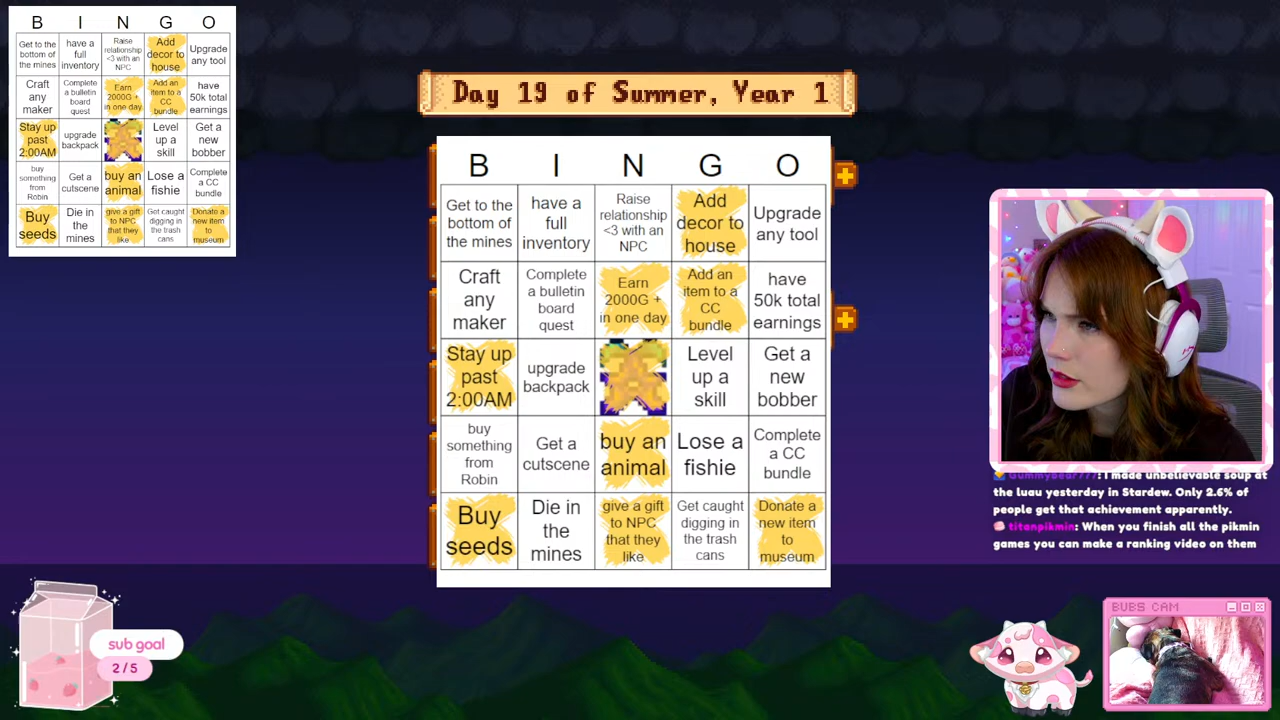 B I N G O
Get to the bottom of the mines
have a full inventory
Raise relationship <3 with an NPC
Add decor to house
Upgrade any tool
Craft any maker
Complete a bulletin board quest
Earn 2000G + in one day
Add an item to a CC bundle
have 50k total earnings
Stay up past 2:00AM
upgrade backpack
Level up a skill
Get a new bobber
buy something from Robin
Get a cutscene
buy an animal
Lose a fishie
Complete a CC bundle
Buy seeds
Die in the mines
give a gift to NPC that they like
Get caught digging in the trash cans
Donate a new item to museum
Day 19 of Summer, Year 1
B I N G O
Get to the bottom of the mines
have a full inventory
Raise relationship <3 with an NPC
Add decor to house
Upgrade any tool
Craft any maker
Complete a bulletin board quest
Earn 2000G + in one day
Add an item to a CC bundle
have 50k total earnings
Stay up past 2:00AM
upgrade backpack
Level up a skill
Get a new bobber
buy something from Robin
Get a cutscene
buy an animal
Lose a fishie
Complete a CC bundle
Buy seeds
Die in the mines
give a gift to NPC that they like
Get caught digging in the trash cans
Donate a new item to museum
I made unbelievable soup at
the luau yesterday in Stardew. Only 2.6% of
people get that achievement apparently.
titanpikmin: When you finish all the pikmin
games you can make a ranking video on them
sub goal
2 / 5
BUBS CAM